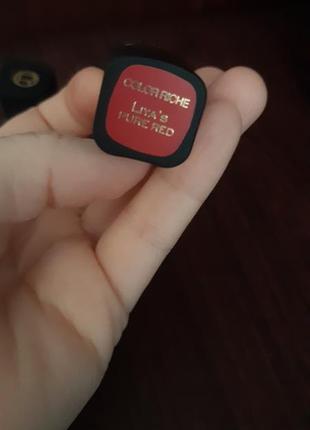 COLOR RICHE
LIYA'S
PURE RED